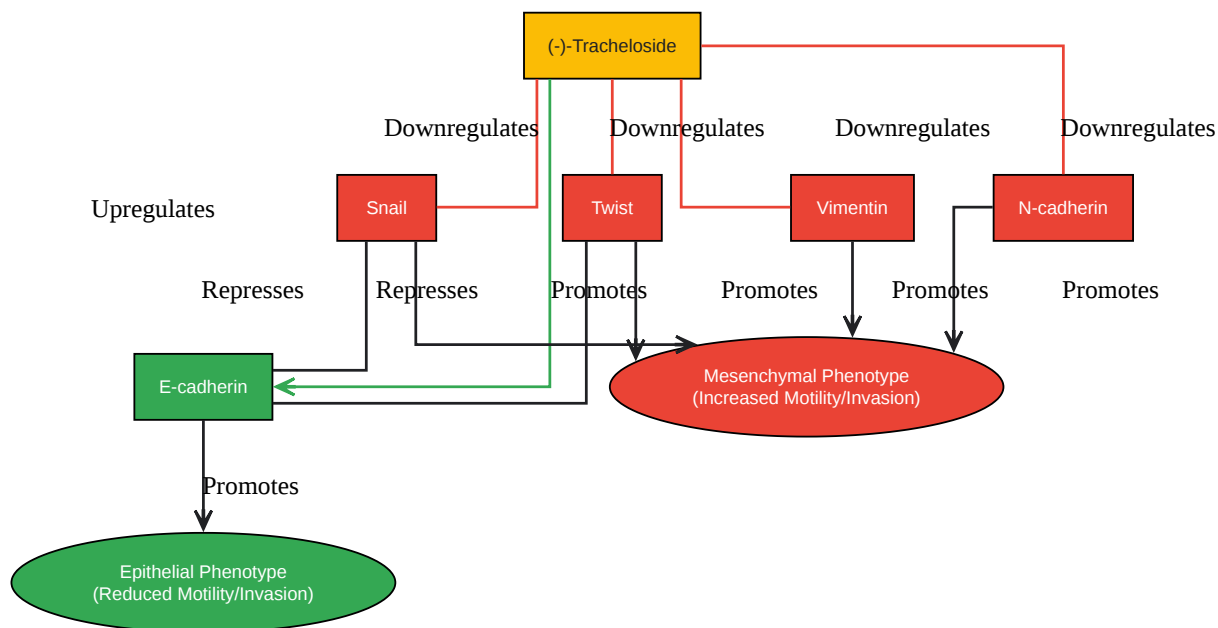 (-)-Tracheloside
Downregulates
Downregulates
Downregulates
Downregulates
Upregulates
Snail
Twist
Vimentin
N-cadherin
Represses
Represses
Promotes
Promotes
Promotes
Promotes
E-cadherin
Mesenchymal Phenotype
(Increased Motility/Invasion)
Promotes
Epithelial Phenotype
(Reduced Motility/Invasion)